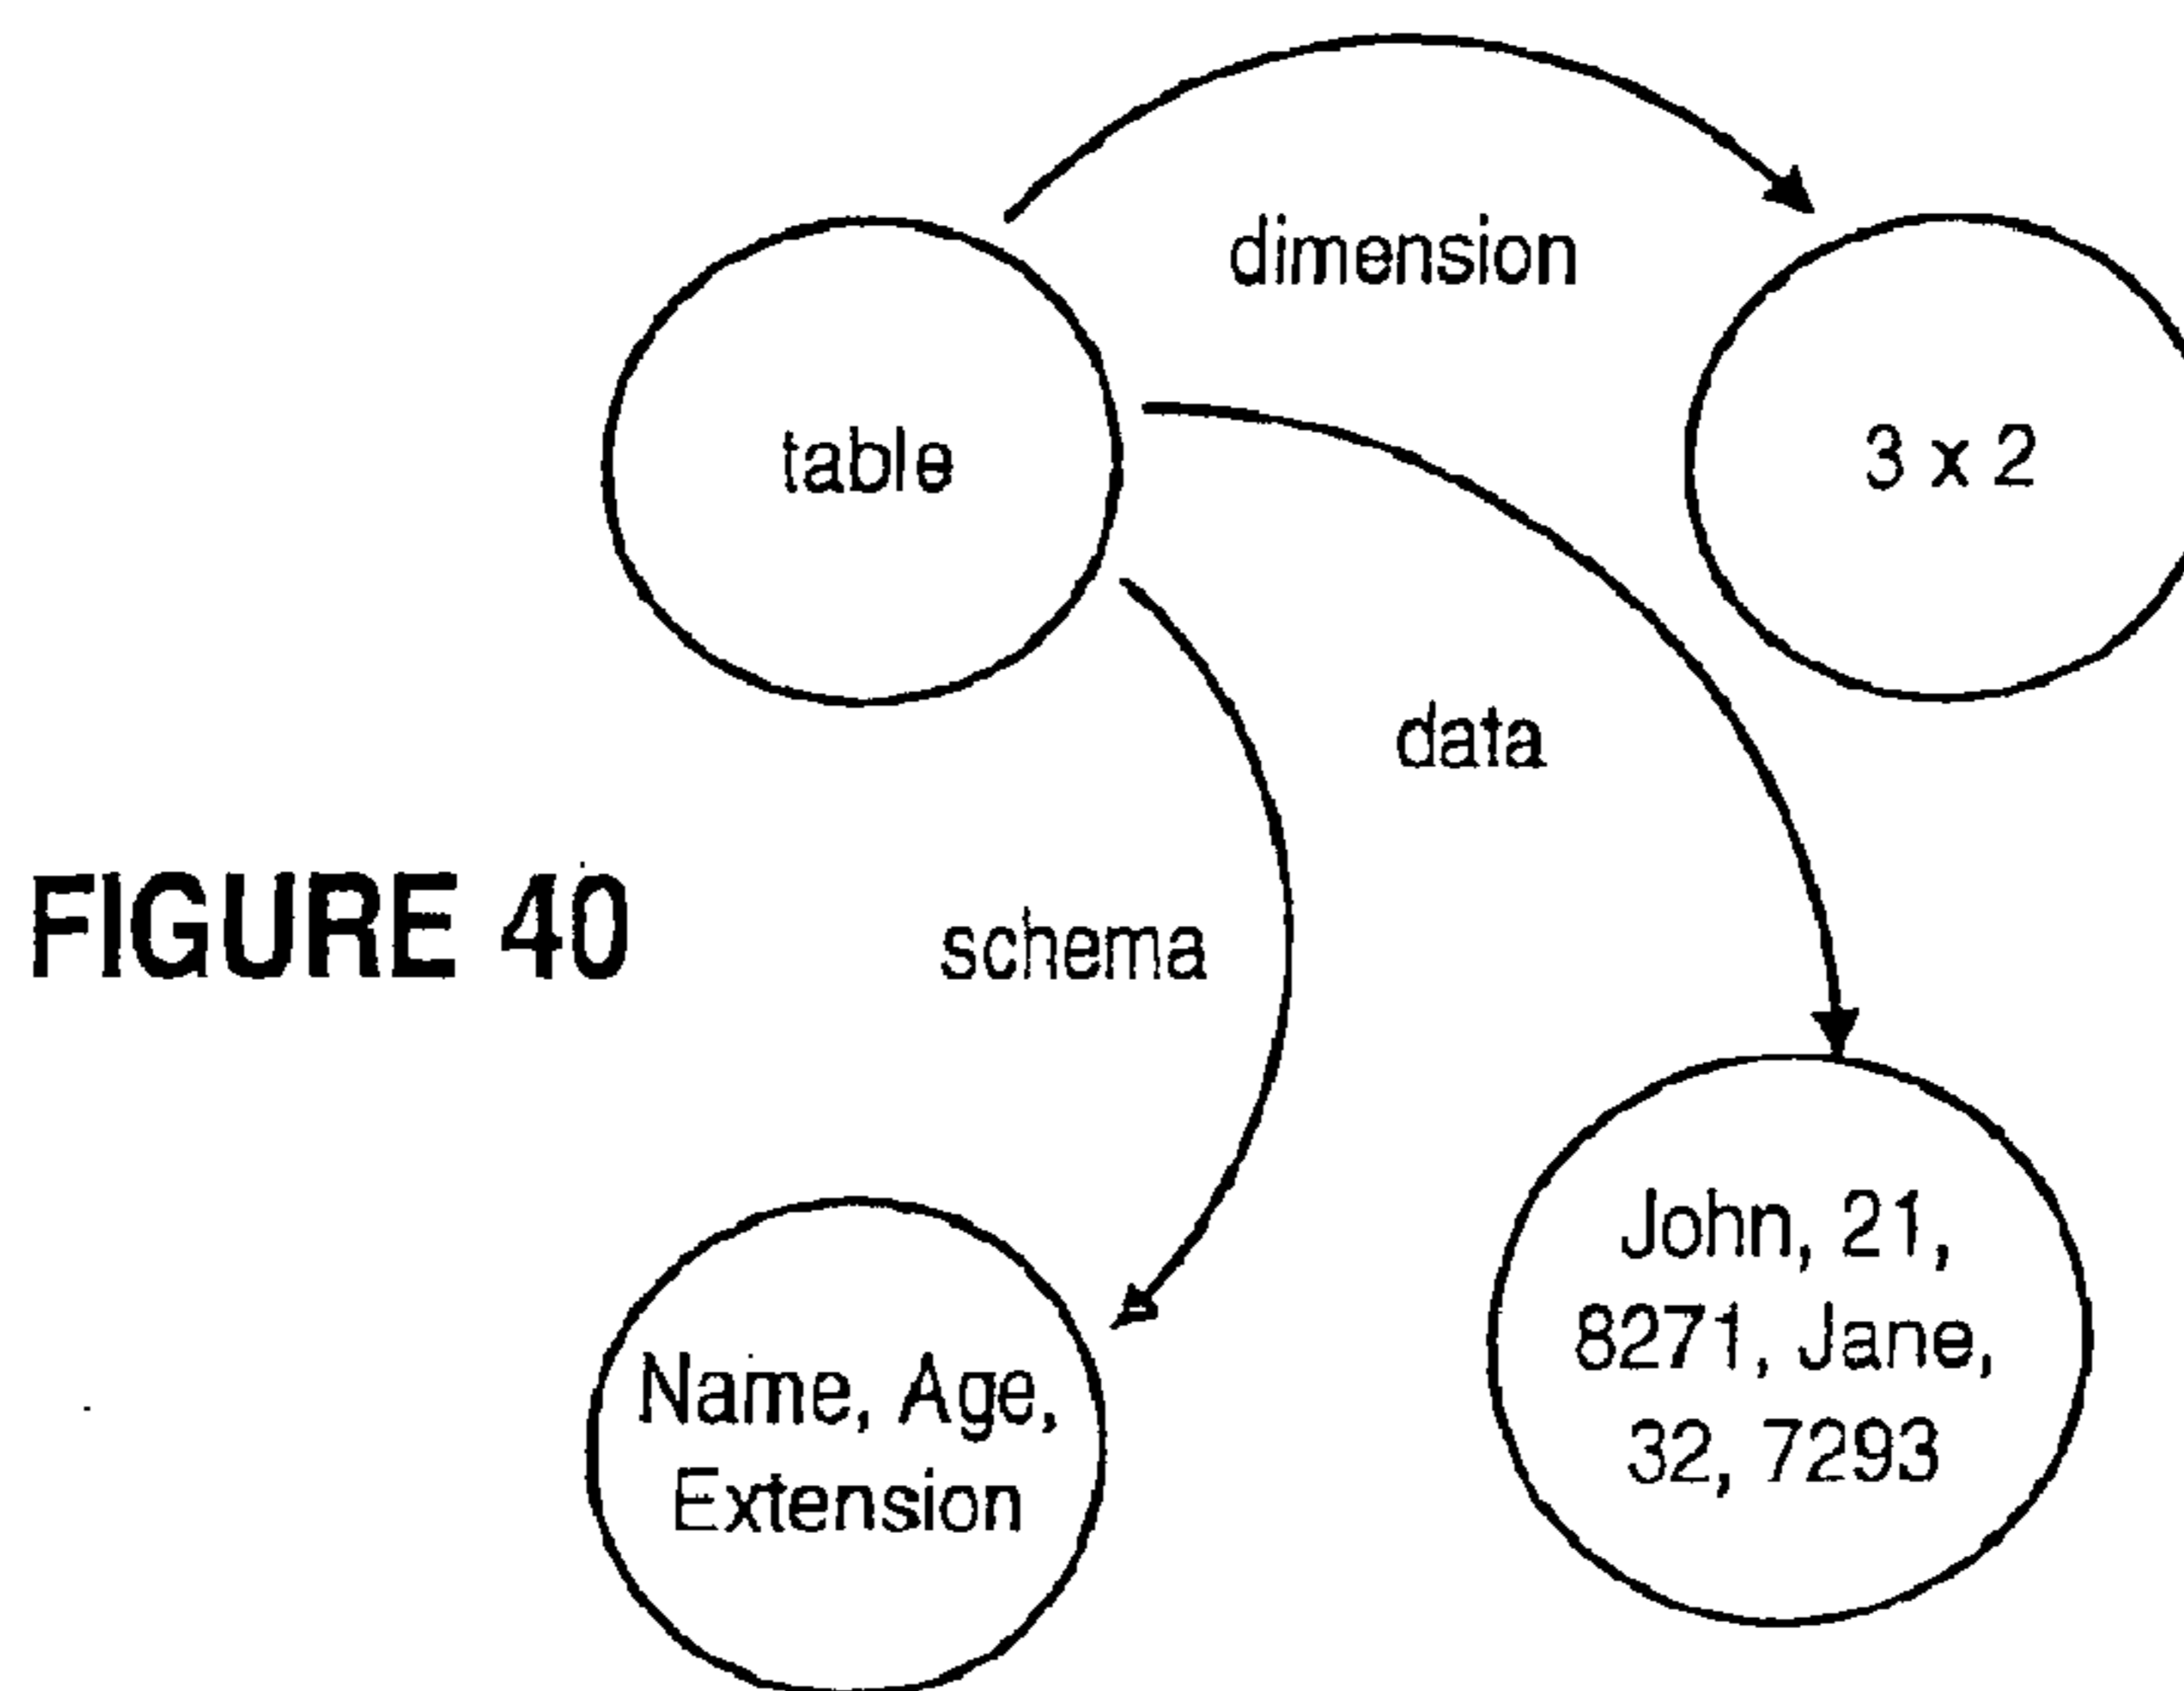 dimension
table
3 x 2
data
FIGURE 40
schema
John, 21,
8271, Jane,
32, 7293
Name, Age,
Extension